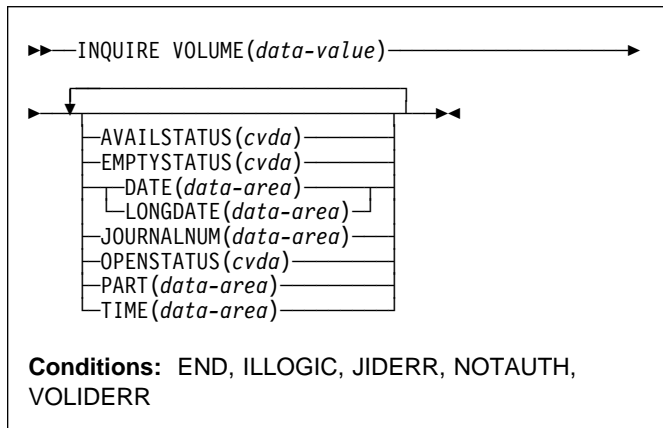 INQUIRE VOLUME(data-value)
AVAILSTATUS(cvda)
EMPTYSTATUS(cvda)
DATE(data-area)
LONGDATE(data-area)
JOURNALNUM(data-area)
OPENSTATUS(cvda)
PART(data-area)
TIME(data-area)
Conditions: END, ILLOGIC, JIDERR, NOTAUTH,
VOLIDERR